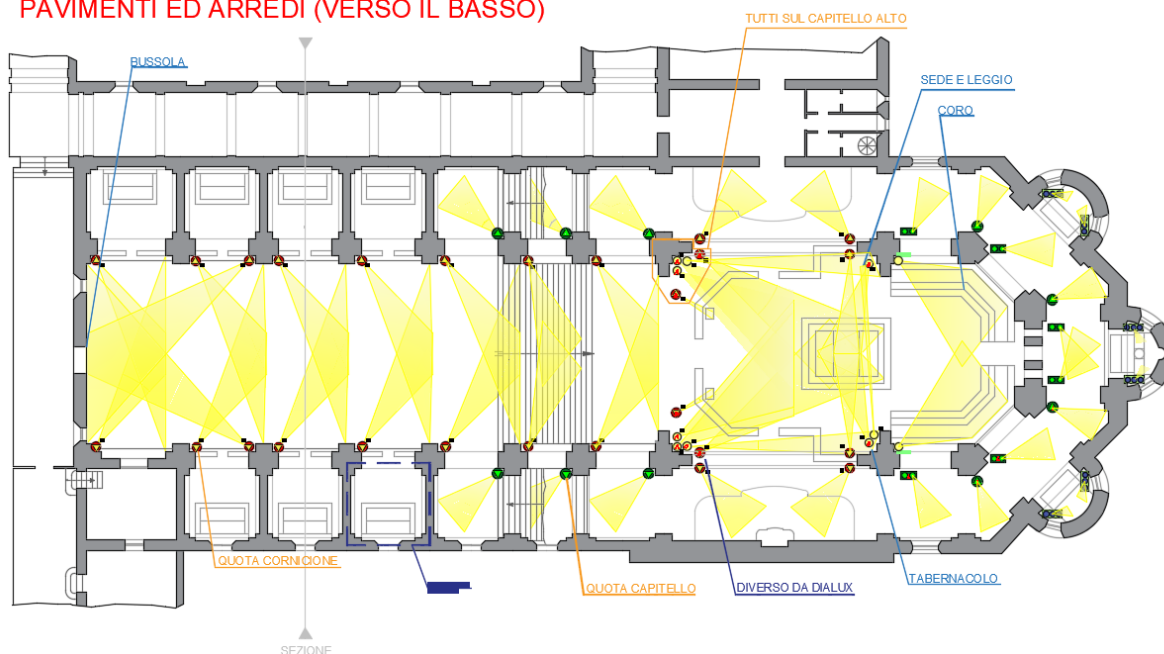 PAVIMENTI ED ARREDI (VERSO IL BASSO)
TUTTI SUL CAPITELLO ALTO
BUSSOLA
SEDE E LEGGIO
CORO
QUOTA CORNICIONE
QUOTA CAPITELLO
DIVERSO DA DIALUX
TABERNACOLO
SEZIONE